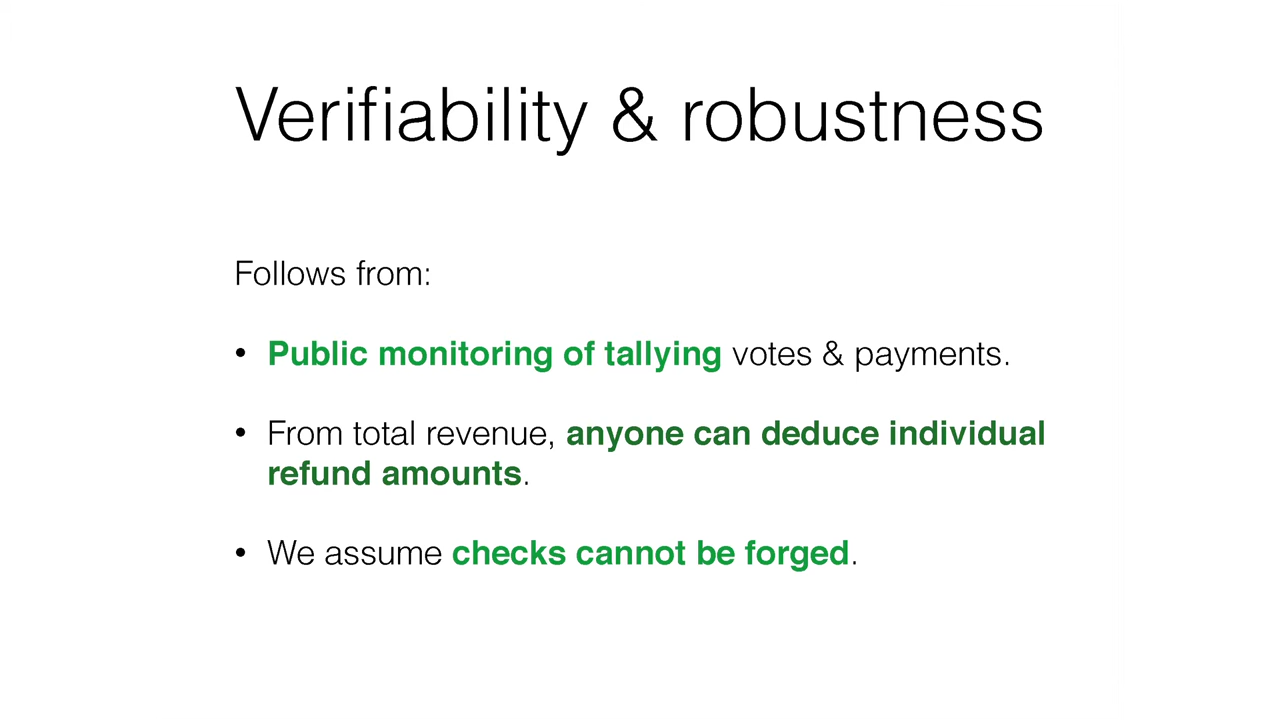 Verifiability & robustness
Follows from:
• Public monitoring of tallying votes & payments.
• From total revenue, anyone can deduce individual
refund amounts.
• We assume checks cannot be forged.